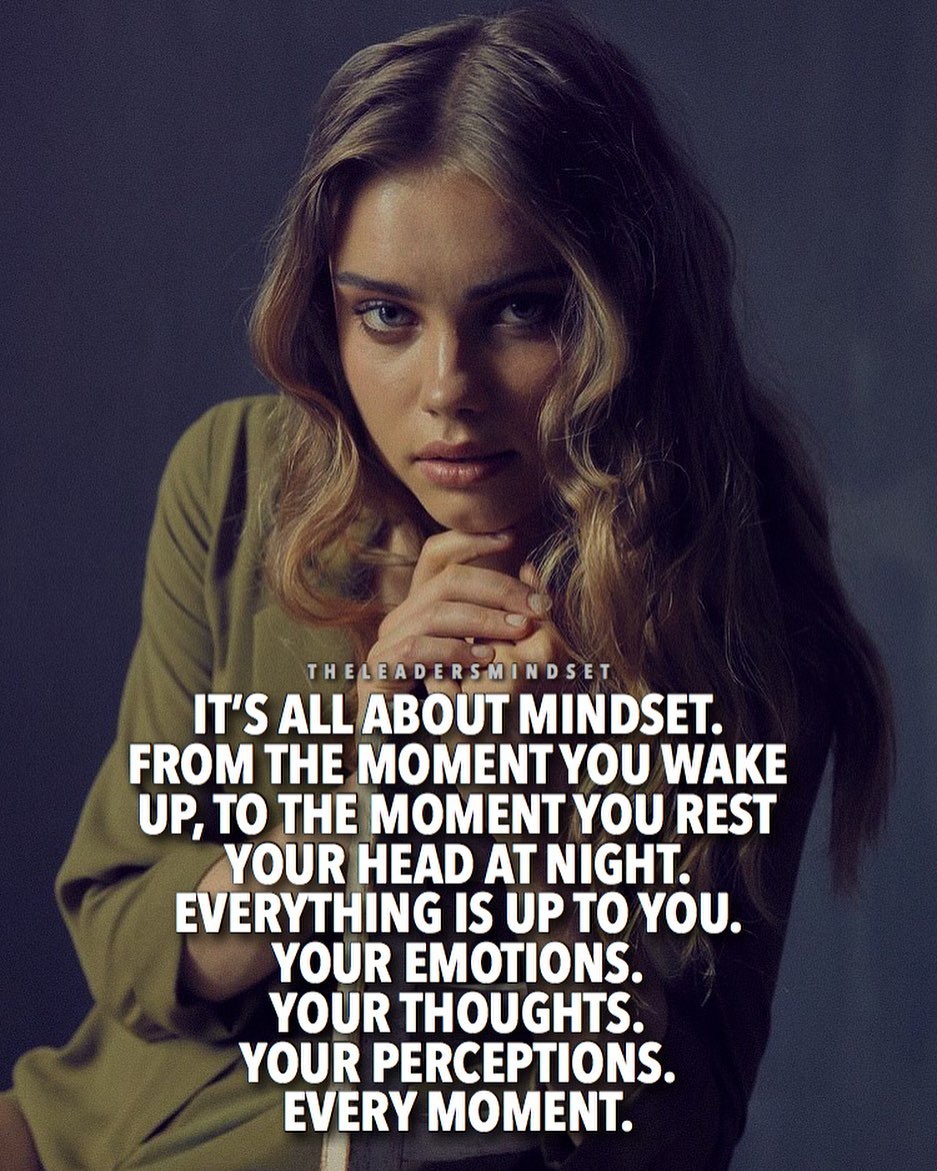 THELEADERSMINDSET
IT'S ALL ABOUT MINDSET.
FROM THE MOMENT YOU WAKE
UP, TO THE MOMENT YOU REST
YOUR HEAD AT NIGHT.
EVERYTHING IS UP TO YOU.
YOUR EMOTIONS.
YOUR THOUGHTS.
YOUR PERCEPTIONS.
EVERY MOMENT.